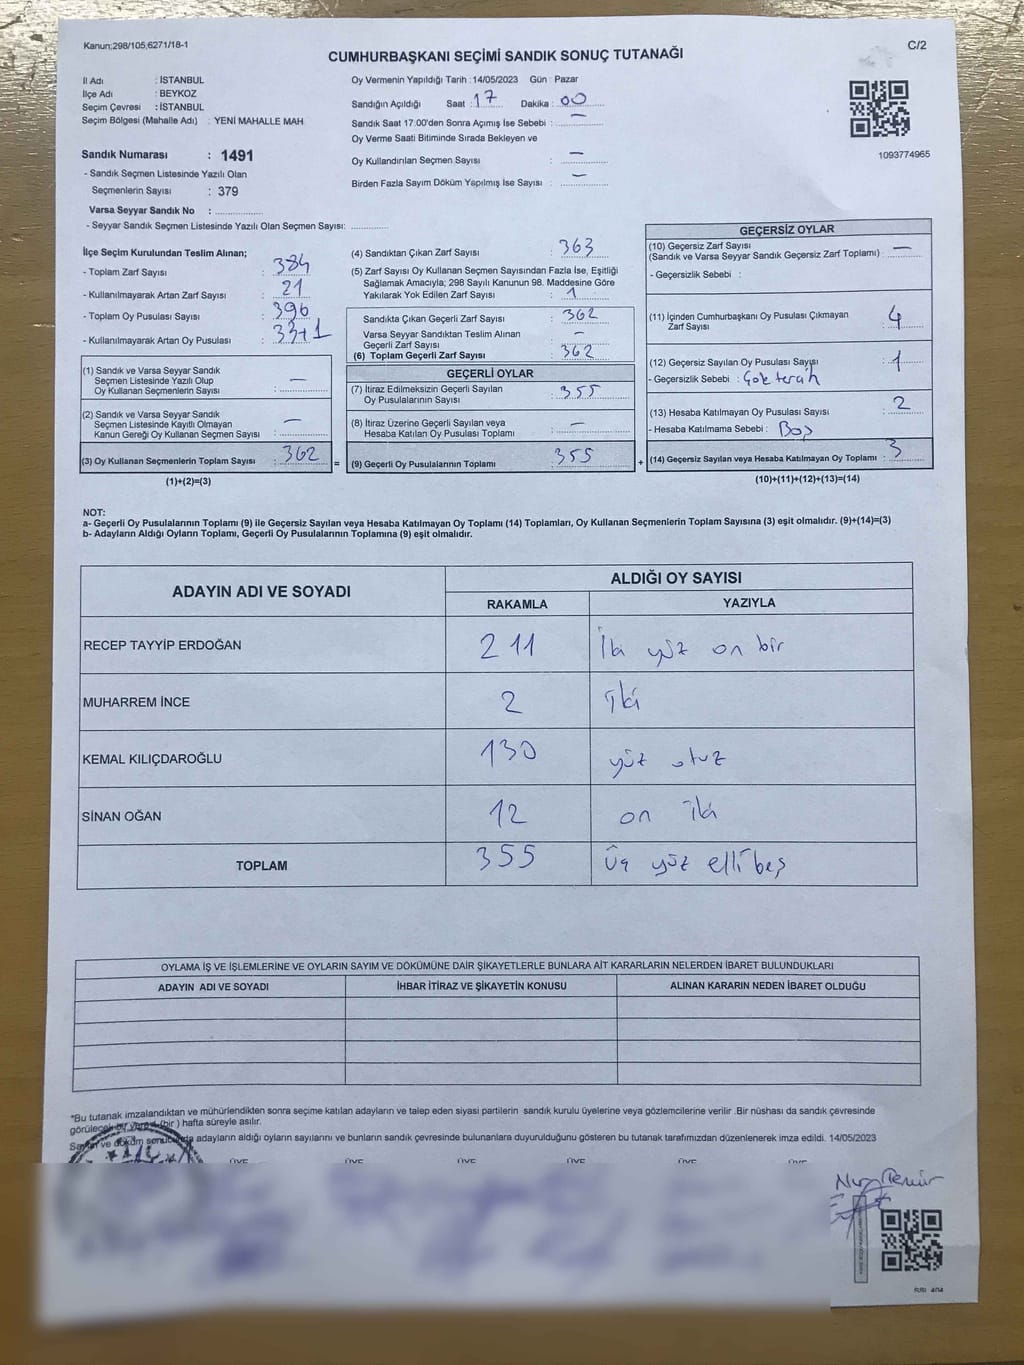 Kanun;298/105;6271/18-1
C/2
CUMHURBAŞKANI SEÇİMİ SANDIK SONUÇ TUTANAĞI
İl Adı : İSTANBUL
İlçe Adı : BEYKOZ
Seçim Çevresi : İSTANBUL
Seçim Bölgesi (Mahalle Adı) : YENİ MAHALLE MAH.
Oy Vermenin Yapıldığı Tarih : 14/05/2023 Gün : Pazar
Sandığın Açıldığı Saat : 17 Dakika : 00
Sandık Saat 17:00'den Sonra Açımış İse Sebebi : —
Oy Verme Saati Bitiminde Sırada Bekleyen ve
Oy Kullandırılan Seçmen Sayısı : —
Birden Fazla Sayım Döküm Yapılmış İse Sayısı : —
1093774965
Sandık Numarası : 1491
- Sandık Seçmen Listesinde Yazılı Olan
Seçmenlerin Sayısı : 379
Varsa Seyyar Sandık No :
- Seyyar Sandık Seçmen Listesinde Yazılı Olan Seçmen Sayısı:
İlçe Seçim Kurulundan Teslim Alınan;
- Toplam Zarf Sayısı : 384
- Kullanılmayarak Artan Zarf Sayısı : 21
- Toplam Oy Pusulası Sayısı : 396
- Kullanılmayarak Artan Oy Pusulası : 33+1
(1) Sandık ve Varsa Seyyar Sandık
Seçmen Listesinde Yazılı Olup
Oy Kullanan Seçmenlerin Sayısı : —
(2) Sandık ve Varsa Seyyar Sandık
Seçmen Listesinde Kayıtlı Olmayan
Kanun Gereği Oy Kullanan Seçmen Sayısı : —
(3) Oy Kullanan Seçmenlerin Toplam Sayısı : 362
(1)+(2)=(3)
=
(4) Sandıktan Çıkan Zarf Sayısı : 363
(5) Zarf Sayısı Oy Kullanan Seçmen Sayısından Fazla İse, Eşitliği
Sağlamak Amacıyla; 298 Sayılı Kanunun 98. Maddesine Göre
Yakılarak Yok Edilen Zarf Sayısı : 1
Sandıkta Çıkan Geçerli Zarf Sayısı : 362
Varsa Seyyar Sandıktan Teslim Alınan
Geçerli Zarf Sayısı : —
(6) Toplam Geçerli Zarf Sayısı : 362
GEÇERLİ OYLAR
(7) İtiraz Edilmeksizin Geçerli Sayılan
Oy Pusulalarının Sayısı : 355
(8) İtiraz Üzerine Geçerli Sayılan veya
Hesaba Katılan Oy Pusulası Toplamı : —
(9) Geçerli Oy Pusulalarının Toplamı : 355
+
GEÇERSİZ OYLAR
(10) Geçersiz Zarf Sayısı
(Sandık ve Varsa Seyyar Sandık Geçersiz Zarf Toplamı) : —
- Geçersizlik Sebebi :
(11) İçinden Cumhurbaşkanı Oy Pusulası Çıkmayan
Zarf Sayısı : 4
(12) Geçersiz Sayılan Oy Pusulası Sayısı : 1
- Geçersizlik Sebebi : Çok tercih
(13) Hesaba Katılmayan Oy Pusulası Sayısı : 2
- Hesaba Katılmama Sebebi : Boş
(14) Geçersiz Sayılan veya Hesaba Katılmayan Oy Toplamı : 3
(10)+(11)+(12)+(13)=(14)
NOT:
a- Geçerli Oy Pusulalarının Toplamı (9) ile Geçersiz Sayılan veya Hesaba Katılmayan Oy Toplamı (14) Toplamları, Oy Kullanan Seçmenlerin Toplam Sayısına (3) eşit olmalıdır. (9)+(14)=(3)
b- Adayların Aldığı Oyların Toplamı, Geçerli Oy Pusulalarının Toplamına (9) eşit olmalıdır.
ADAYIN ADI VE SOYADI ALDIĞI OY SAYISI
RAKAMLA YAZIYLA
RECEP TAYYİP ERDOĞAN 211 İki yüz on bir
MUHARREM İNCE 2 iki
KEMAL KILIÇDAROĞLU 130 yüz otuz
SİNAN OĞAN 12 on iki
TOPLAM 355 Üç yüz elli beş
OYLAMA İŞ VE İŞLEMLERİNE VE OYLARIN SAYIM VE DÖKÜMÜNE DAİR ŞİKAYETLERLE BUNLARA AİT KARARLARIN NELERDEN İBARET BULUNDUKLARI
ADAYIN ADI VE SOYADI İHBAR İTİRAZ VE ŞİKAYETİN KONUSU ALINAN KARARIN NEDEN İBARET OLDUĞU
*Bu tutanak imzalandıktan ve mühürlendikten sonra seçime katılan adayların ve talep eden siyasi partilerin sandık kurulu üyelerine veya gözlemcilerine verilir .Bir nüshası da sandık çevresinde
görülecek bir yere 1 (bir ) hafta süreyle asılır.
Sayım ve döküm sonucunda adayların aldığı oyların sayılarını ve bunların sandık çevresinde bulunanlara duyurulduğunu gösteren bu tutanak tarafımızdan düzenlenerek imza edildi. 14/05/2023
ÜYE ÜYE ÜYE ÜYE ÜYE ÜYE